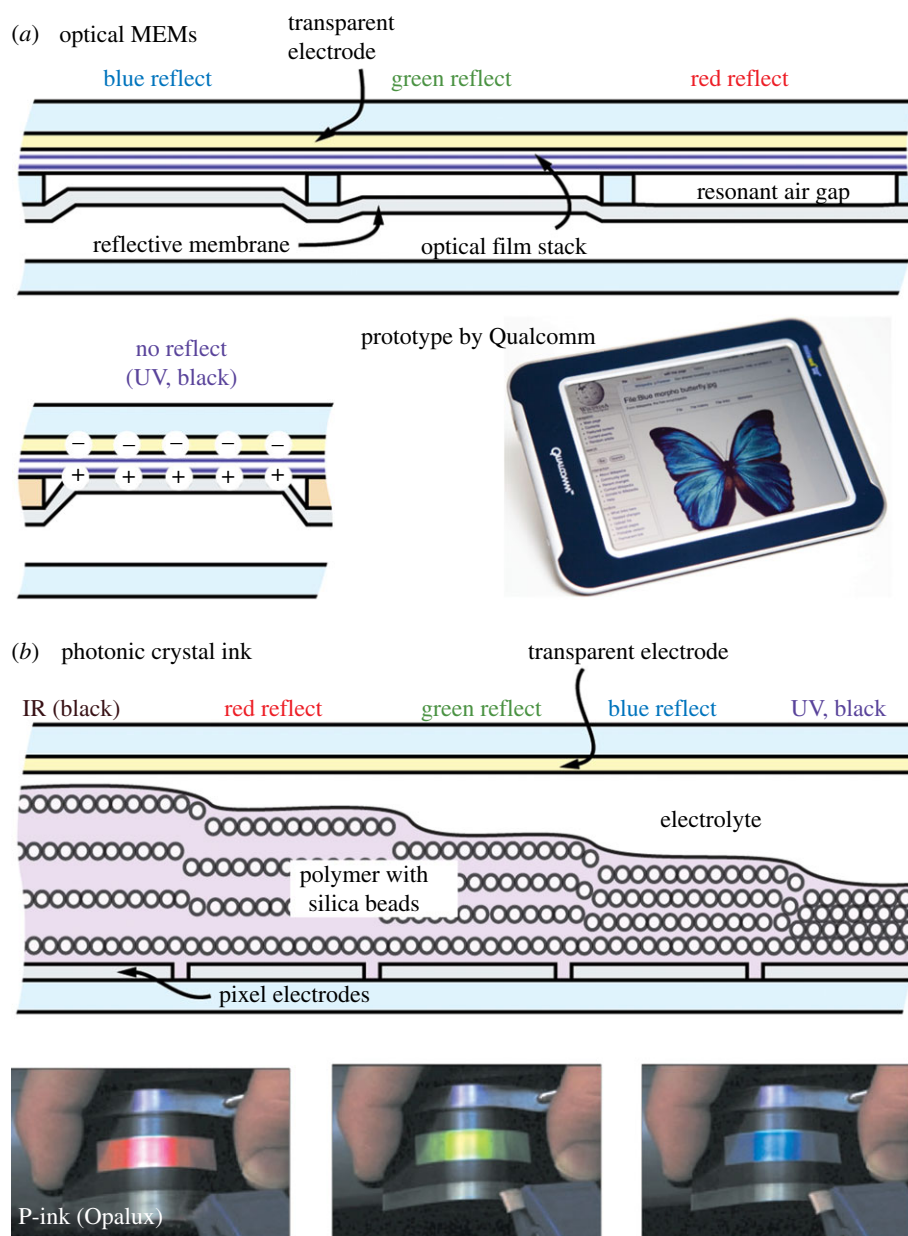 (a) optical MEMs
transparent
electrode
blue reflect
green reflect
red reflect
resonant air gap
reflective membrane
optical film stack
no reflect
(UV, black)
− − − − −
+ + + + +
prototype by Qualcomm
File:Blue morpho butterfly.jpg
QUALCOMM
(b) photonic crystal ink
transparent electrode
IR (black)
red reflect
green reflect
blue reflect
UV, black
electrolyte
polymer with
silica beads
pixel electrodes
P-ink (Opalux)